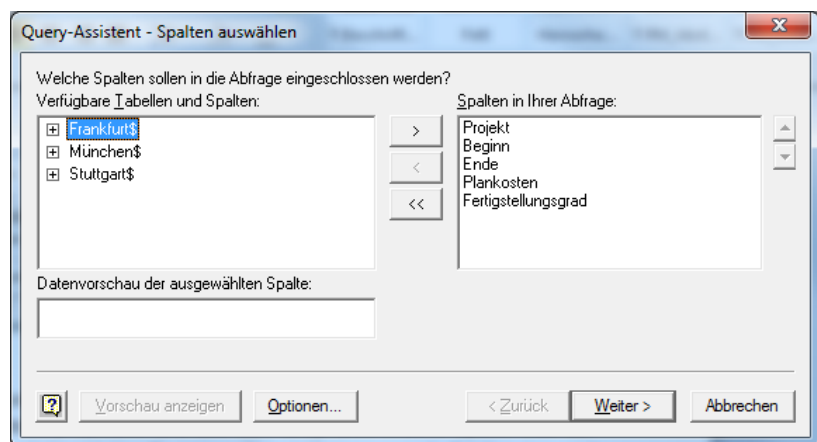 Query-Assistent - Spalten auswählen
Welche Spalten sollen in die Abfrage eingeschlossen werden?
Verfügbare Tabellen und Spalten:
Spalten in Ihrer Abfrage:
Frankfurt$
München$
Stuttgart$
>
<
<<
Projekt
Beginn
Ende
Plankosten
Fertigstellungsgrad
Datenvorschau der ausgewählten Spalte:
Vorschau anzeigen
Optionen...
< Zurück
Weiter >
Abbrechen